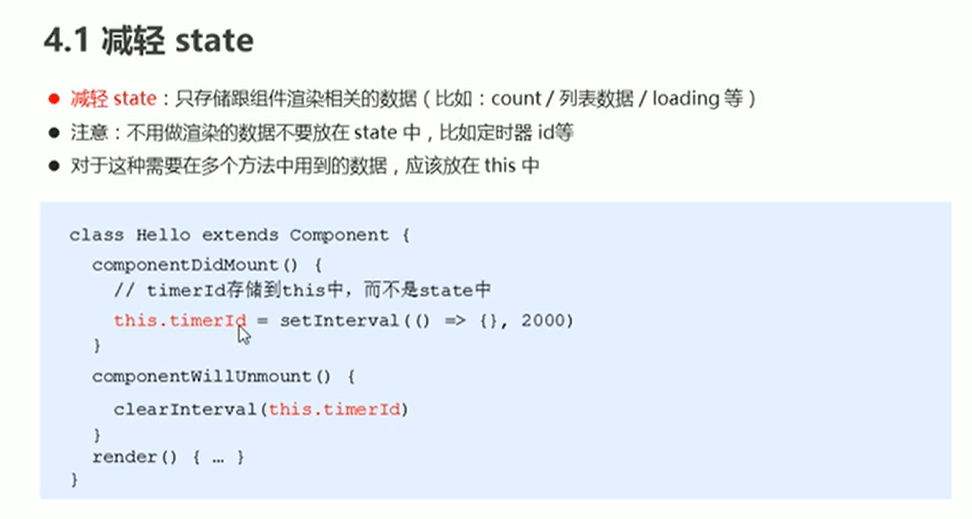 4.1 减轻 state
● 减轻 state：只存储跟组件渲染相关的数据（比如：count / 列表数据 / loading 等）
● 注意：不用做渲染的数据不要放在 state 中，比如定时器 id等
● 对于这种需要在多个方法中用到的数据，应该放在 this 中
class Hello extends Component {
  componentDidMount() {
    // timerId存储到this中，而不是state中
    this.timerId = setInterval(() => {}, 2000)
  }
  componentWillUnmount() {
    clearInterval(this.timerId)
  }
  render() { … }
}